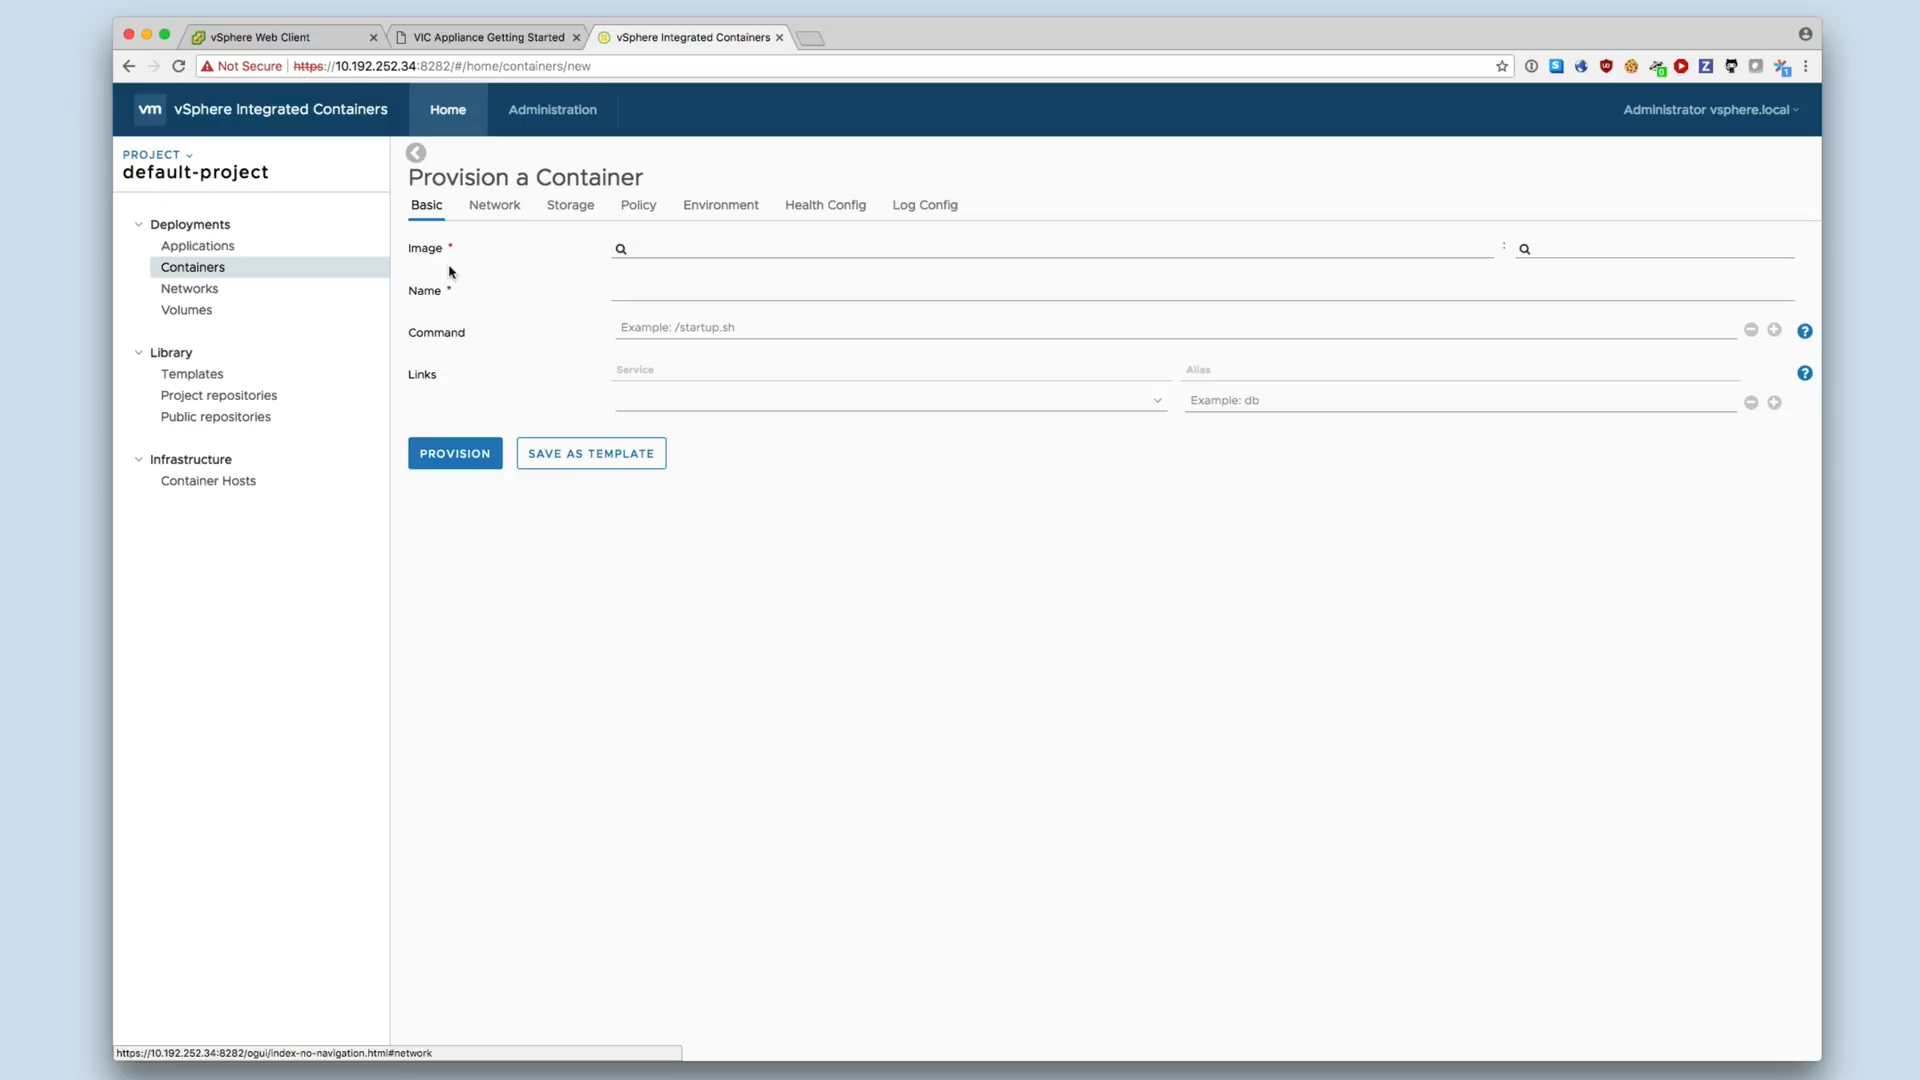 vSphere Web Client
VIC Appliance Getting Started
vSphere Integrated Containers
Not Secure
https://10.192.252.34:8282/#/home/containers/new
vm vSphere Integrated Containers
Home
Administration
Administrator vsphere.local
PROJECT
default-project
Deployments
Applications
Containers
Networks
Volumes
Library
Templates
Project repositories
Public repositories
Infrastructure
Container Hosts
Provision a Container
Basic
Network
Storage
Policy
Environment
Health Config
Log Config
Image *
:
Name *
Command
Example: /startup.sh
Links
Service
Alias
Example: db
PROVISION
SAVE AS TEMPLATE
https://10.192.252.34:8282/ogui/index-no-navigation.html#network